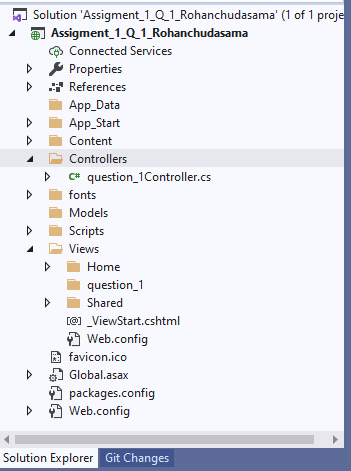 Solution 'Assigment_1_Q_1_Rohanchudasama' (1 of 1 proje
Assigment_1_Q_1_Rohanchudasama
Connected Services
Properties
References
App_Data
App_Start
Content
Controllers
C# question_1Controller.cs
fonts
Models
Scripts
Views
Home
question_1
Shared
_ViewStart.cshtml
Web.config
favicon.ico
Global.asax
packages.config
Web.config
Solution Explorer Git Changes